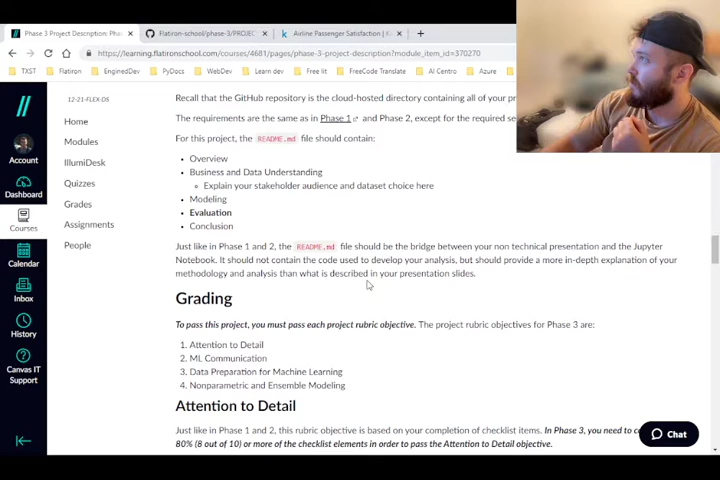 Phase 3 Project Description: Pha
Flatiron-school/phase-3/PROJEC
Airline Passenger Satisfaction | Ka
https://learning.flatironschool.com/courses/4681/pages/phase-3-project-description?module_item_id=370270
TXST
Flatiron
EnginedDev
PyDocs
WebDev
Learn dev
Free lit
FreeCode Translate
AI Centro
Azure
12-21-FLEX-DS
Home
Modules
IllumiDesk
Quizzes
Grades
Assignments
People
Account
Dashboard
Courses
Calendar
Inbox
History
Canvas IT
Support
Recall that the GitHub repository is the cloud-hosted directory containing all of your pr
The requirements are the same as in Phase 1 and Phase 2, except for the required se
For this project, the README.md file should contain:
• Overview
• Business and Data Understanding
• Explain your stakeholder audience and dataset choice here
• Modeling
• Evaluation
• Conclusion
Just like in Phase 1 and 2, the README.md file should be the bridge between your non technical presentation and the Jupyter
Notebook. It should not contain the code used to develop your analysis, but should provide a more in-depth explanation of your
methodology and analysis than what is described in your presentation slides.
Grading
To pass this project, you must pass each project rubric objective. The project rubric objectives for Phase 3 are:
1. Attention to Detail
2. ML Communication
3. Data Preparation for Machine Learning
4. Nonparametric and Ensemble Modeling
Attention to Detail
Just like in Phase 1 and 2, this rubric objective is based on your completion of checklist items. In Phase 3, you need to c
80% (8 out of 10) or more of the checklist elements in order to pass the Attention to Detail objective.
Chat